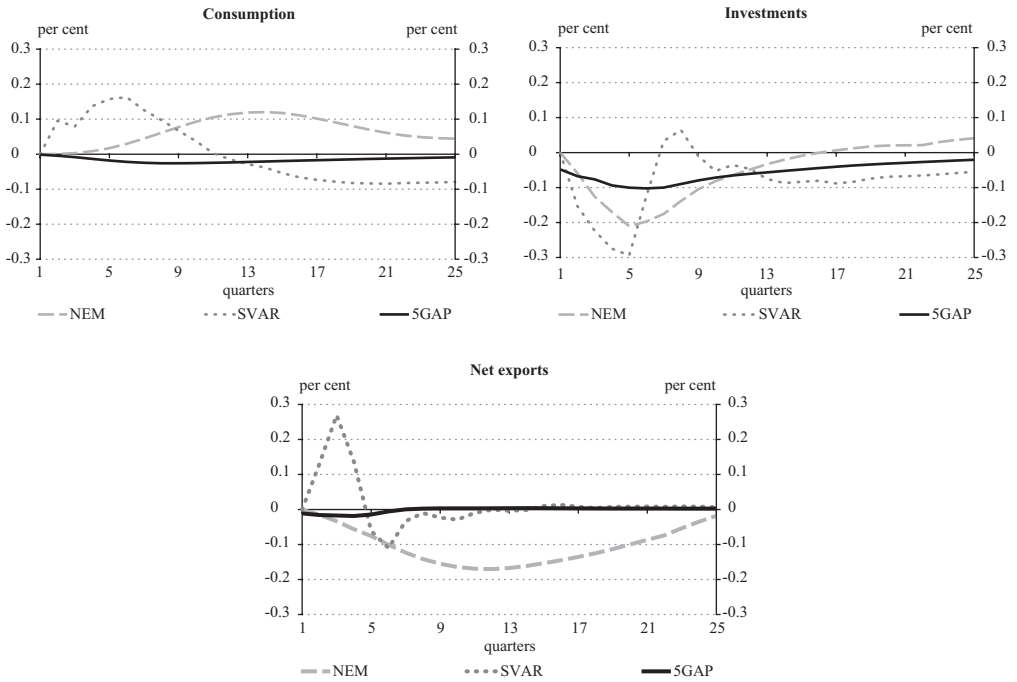 Consumption
per cent per cent
0.3 0.3
0.2 0.2
0.1 0.1
0 0
-0.1 -0.1
-0.2 -0.2
-0.3 -0.3
1 5 9 13 17 21 25
quarters
NEM SVAR 5GAP
Investments
per cent per cent
0.3 0.3
0.2 0.2
0.1 0.1
0 0
-0.1 -0.1
-0.2 -0.2
-0.3 -0.3
1 5 9 13 17 21 25
quarters
NEM SVAR 5GAP
Net exports
per cent per cent
0.3 0.3
0.2 0.2
0.1 0.1
0 0
-0.1 -0.1
-0.2 -0.2
-0.3 -0.3
1 5 9 13 17 21 25
quarters
NEM SVAR 5GAP